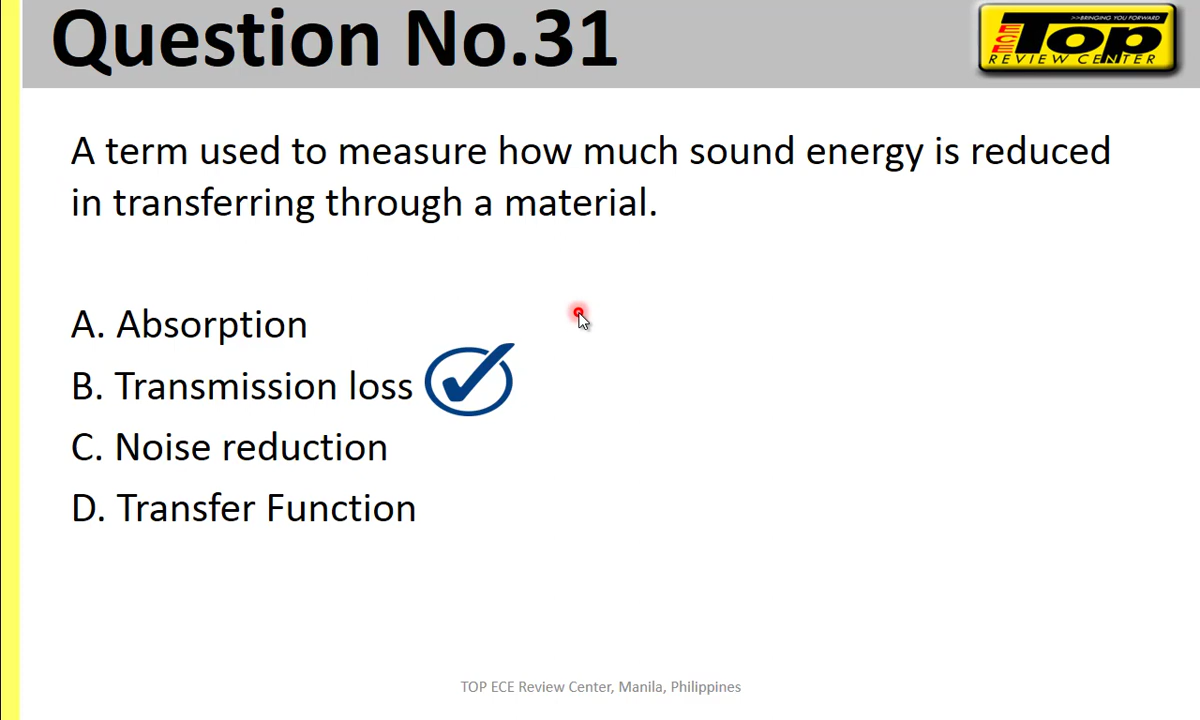 Question No.31
>>BRINGING YOU FORWARD
ECE Top
REVIEW CENTER
A term used to measure how much sound energy is reduced
in transferring through a material.
A. Absorption
B. Transmission loss
C. Noise reduction
D. Transfer Function
TOP ECE Review Center, Manila, Philippines